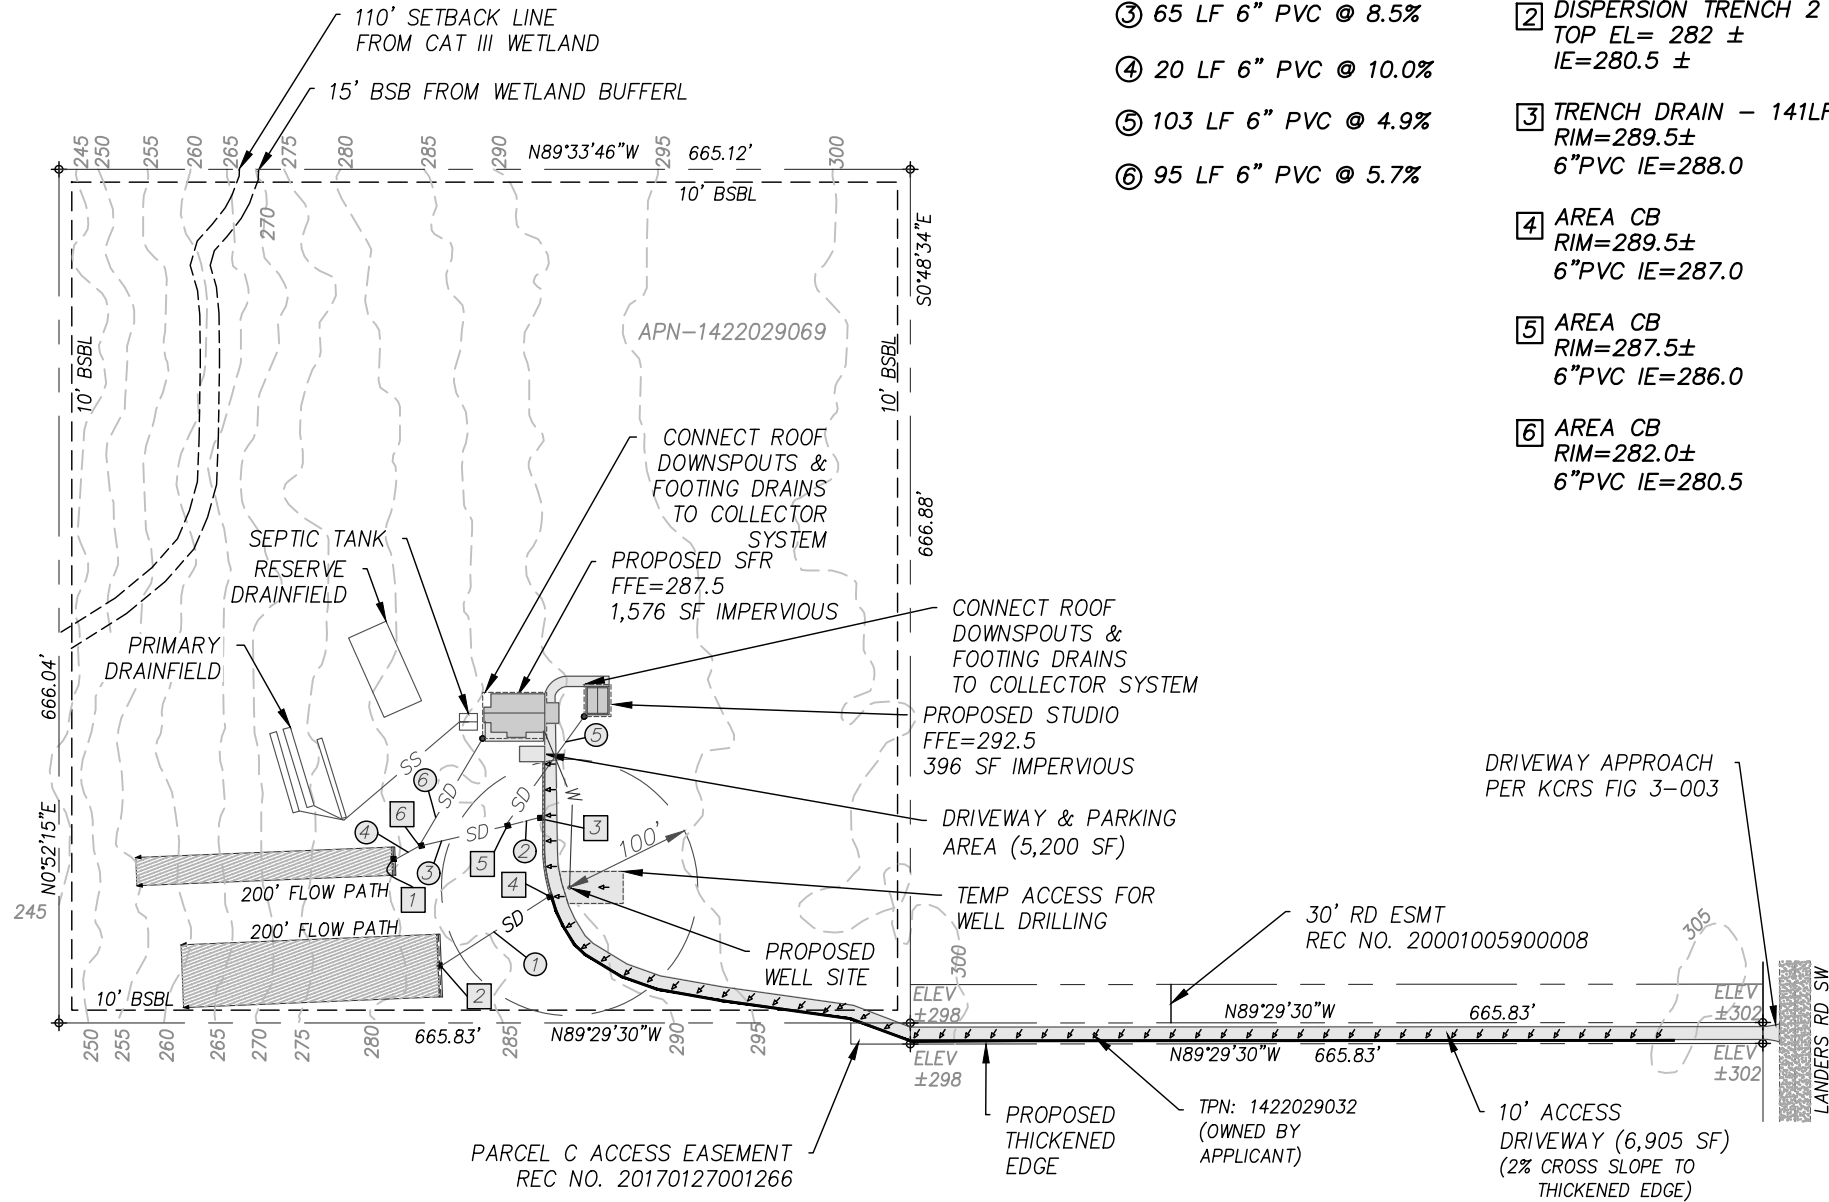 110' SETBACK LINE
FROM CAT III WETLAND
15' BSB FROM WETLAND BUFFERL
③ 65 LF 6" PVC @ 8.5%
④ 20 LF 6" PVC @ 10.0%
⑤ 103 LF 6" PVC @ 4.9%
⑥ 95 LF 6" PVC @ 5.7%
2 DISPERSION TRENCH 2
TOP EL= 282 ±
IE=280.5 ±
3 TRENCH DRAIN – 141LF
RIM=289.5±
6"PVC IE=288.0
4 AREA CB
RIM=289.5±
6"PVC IE=287.0
5 AREA CB
RIM=287.5±
6"PVC IE=286.0
6 AREA CB
RIM=282.0±
6"PVC IE=280.5
245
250
255
260
265
275
280
285
290
295
300
270
N89°33'46"W 665.12'
10' BSBL
S0°48'34"E
666.88'
10' BSBL
10' BSBL
APN–1422029069
CONNECT ROOF
DOWNSPOUTS &
FOOTING DRAINS
TO COLLECTOR
SYSTEM
PROPOSED SFR
FFE=287.5
1,576 SF IMPERVIOUS
SEPTIC TANK
RESERVE
DRAINFIELD
PRIMARY
DRAINFIELD
CONNECT ROOF
DOWNSPOUTS &
FOOTING DRAINS
TO COLLECTOR SYSTEM
PROPOSED STUDIO
FFE=292.5
396 SF IMPERVIOUS
DRIVEWAY & PARKING
AREA (5,200 SF)
TEMP ACCESS FOR
WELL DRILLING
PROPOSED
WELL SITE
666.04'
N0°52'15"E
245
SS
SD
SD
SD
SD
W
100'
⑤
⑥
④
③
②
①
6
3
5
4
1
2
200' FLOW PATH
200' FLOW PATH
10' BSBL
250
255
260
265
270
275
280
285
290
295
665.83'
N89°29'30"W
300
305
ELEV
±298
ELEV
±298
ELEV
±302
ELEV
±302
N89°29'30"W 665.83'
N89°29'30"W 665.83'
DRIVEWAY APPROACH
PER KCRS FIG 3–003
30' RD ESMT
REC NO. 20001005900008
LANDERS RD SW
PARCEL C ACCESS EASEMENT
REC NO. 20170127001266
PROPOSED
THICKENED
EDGE
TPN: 1422029032
(OWNED BY
APPLICANT)
10' ACCESS
DRIVEWAY (6,905 SF)
(2% CROSS SLOPE TO
THICKENED EDGE)